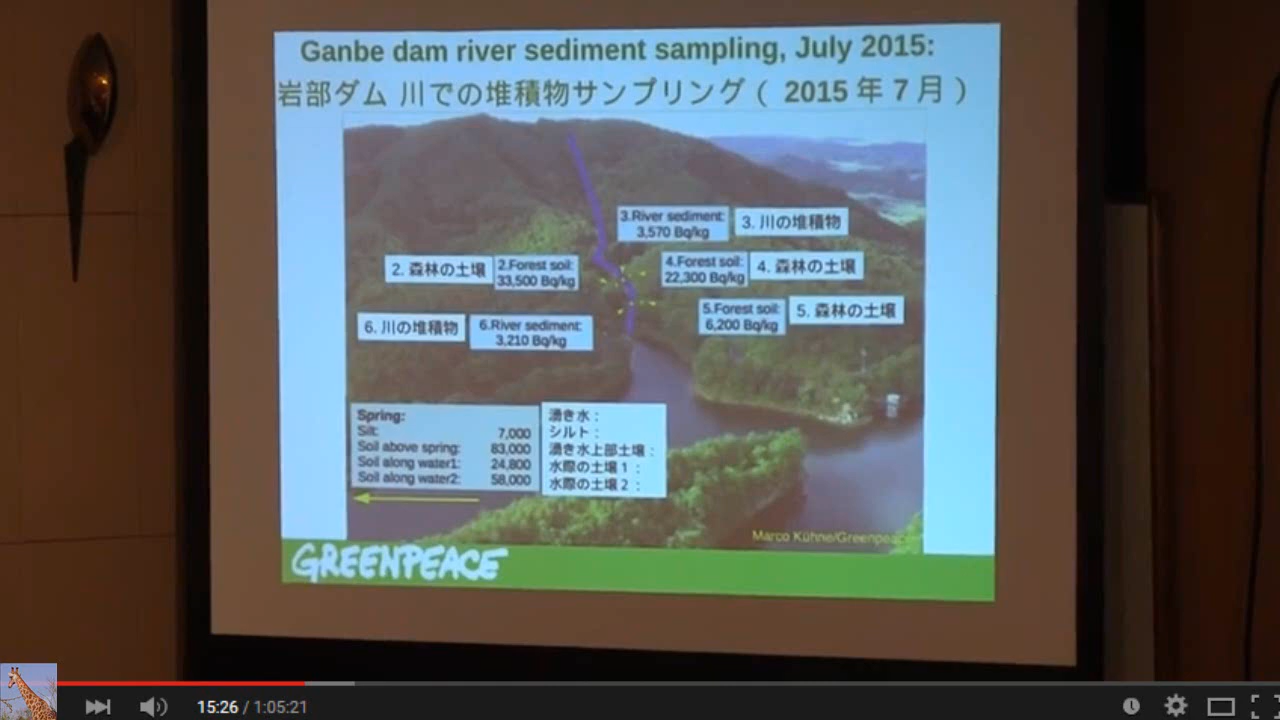 Ganbe dam river sediment sampling, July 2015:
岩部ダム 川での堆積物サンプリング（ 2015 年 7 月 ）
3.River sediment:
3,570 Bq/kg
3. 川の堆積物
2. 森林の土壌
2.Forest soil:
33,500 Bq/kg
4.Forest soil:
22,300 Bq/kg
4. 森林の土壌
5.Forest soil:
6,200 Bq/kg
5. 森林の土壌
6. 川の堆積物
6.River sediment:
3,210 Bq/kg
Spring:
Silt: 7,000
Soil above spring: 83,000
Soil along water1: 24,800
Soil along water2: 58,000
湧き水：
シルト：
湧き水上部土壌：
水際の土壌 1 ：
水際の土壌 2 ：
Marco Kühne/Greenpeace
GREENPEACE
15:26 / 1:05:21